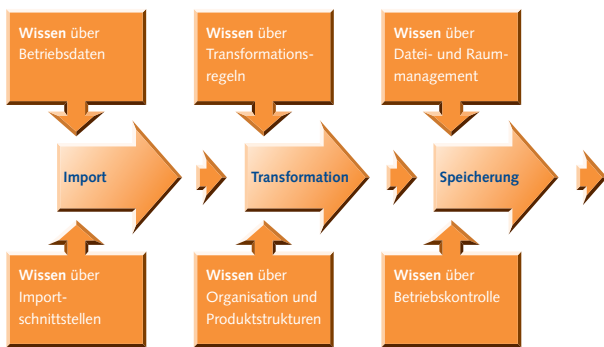 Wissen über
Betriebsdaten
Wissen über
Transformations-
regeln
Wissen über
Datei- und Raum-
management
Import
Transformation
Speicherung
Wissen über
Import-
schnittstellen
Wissen über
Organisation und
Produktstrukturen
Wissen über
Betriebskontrolle